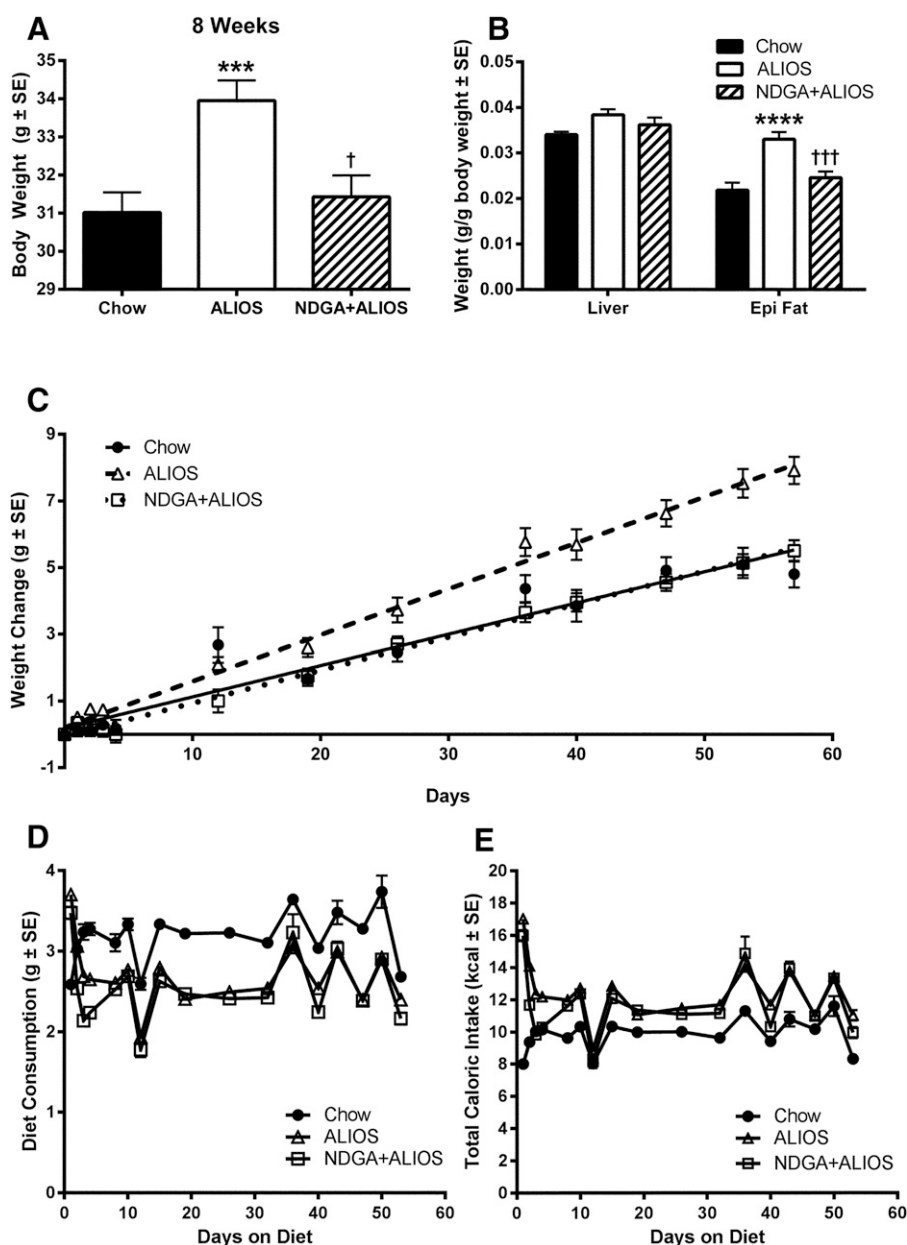 A
8 Weeks
Body Weight (g ± SE)
35
34
33
32
31
30
29
***
†
Chow
ALIOS
NDGA+ALIOS
B
Chow
ALIOS
NDGA+ALIOS
Weight (g/g body weight ± SE)
0.05
0.04
0.03
0.02
0.01
0.00
****
†††
Liver
Epi Fat
C
Chow
ALIOS
NDGA+ALIOS
Weight Change (g ± SE)
9
7
5
3
1
-1
10
20
30
40
50
60
Days
D
Diet Consumption (g ± SE)
4
3
2
1
0
Chow
ALIOS
NDGA+ALIOS
0
10
20
30
40
50
60
Days on Diet
E
Total Caloric Intake (kcal ± SE)
20
18
16
14
12
10
8
6
4
2
0
Chow
ALIOS
NDGA+ALIOS
0
10
20
30
40
50
60
Days on Diet